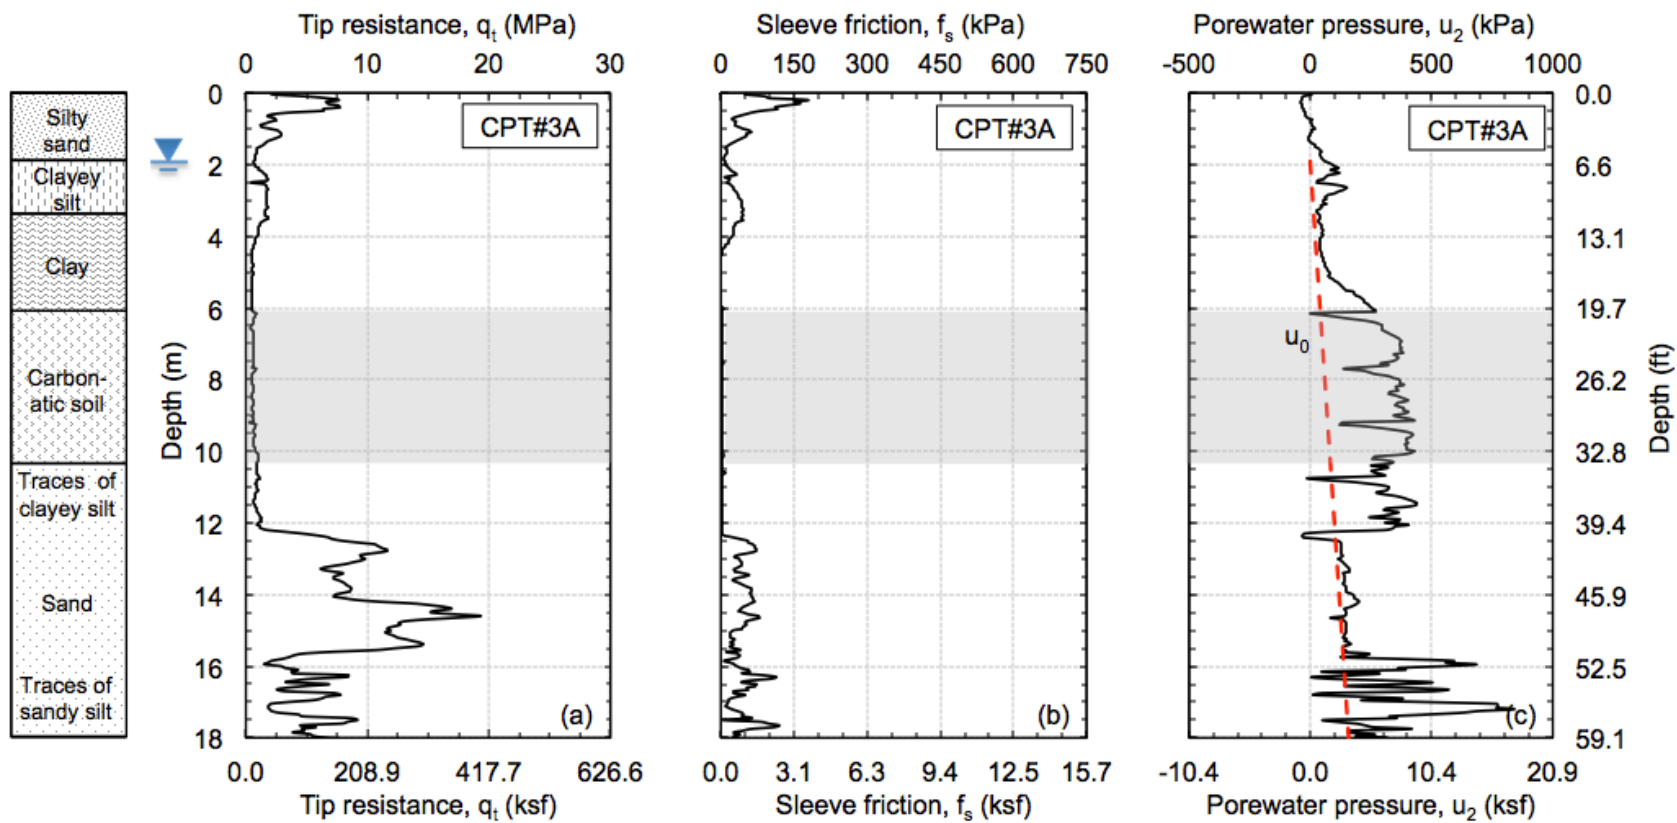 Tip resistance, qt (MPa)
0 10 20 30
Sleeve friction, fs (kPa)
0 150 300 450 600 750
Porewater pressure, u2 (kPa)
-500 0 500 1000
Silty
sand
Clayey
silt
Clay
Carbon-
atic soil
Traces of
clayey silt
Sand
Traces of
sandy silt
Depth (m)
0
2
4
6
8
10
12
14
16
18
CPT#3A
(a)
CPT#3A
(b)
CPT#3A
u0
(c)
0.0
6.6
13.1
19.7
26.2
32.8
39.4
45.9
52.5
59.1
Depth (ft)
0.0 208.9 417.7 626.6
Tip resistance, qt (ksf)
0.0 3.1 6.3 9.4 12.5 15.7
Sleeve friction, fs (ksf)
-10.4 0.0 10.4 20.9
Porewater pressure, u2 (ksf)